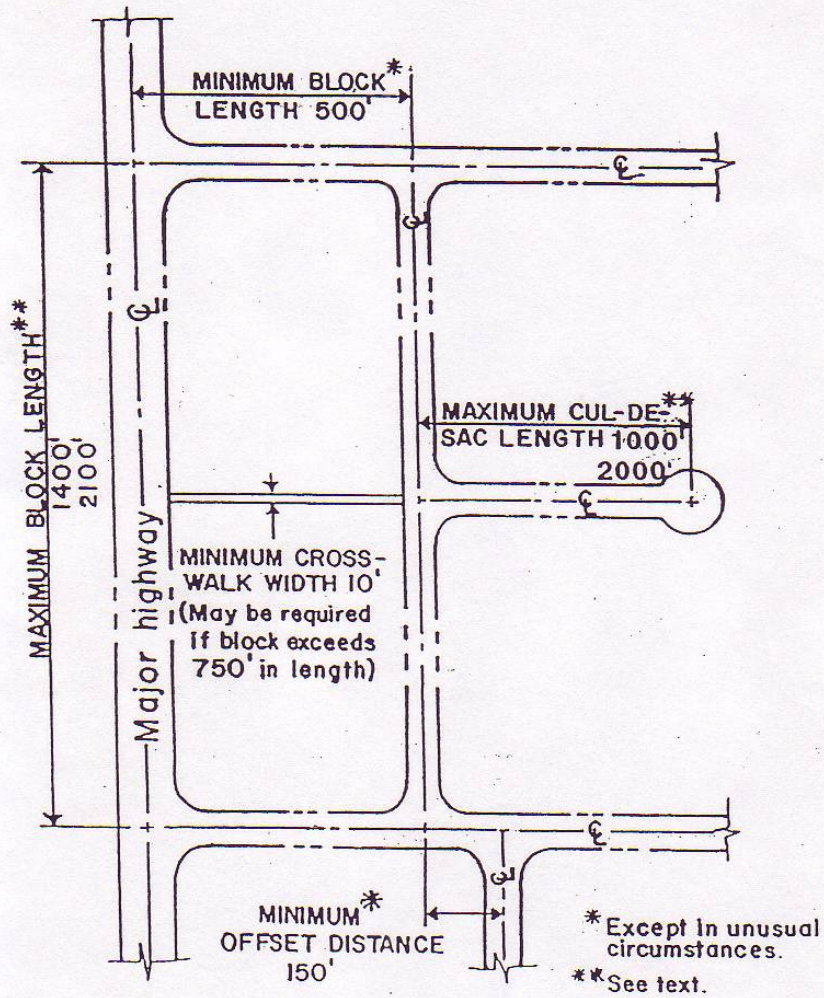 MINIMUM BLOCK*
LENGTH 500'
℄
℄
℄
MAXIMUM BLOCK LENGTH**
1400'
2100'
Major highway
MAXIMUM CUL-DE-**
SAC LENGTH 1000'
2000'
℄
MINIMUM CROSS-
WALK WIDTH 10'
(May be required
if block exceeds
750' in length)
℄
℄
MINIMUM*
OFFSET DISTANCE
150'
*Except in unusual
circumstances.
**See text.